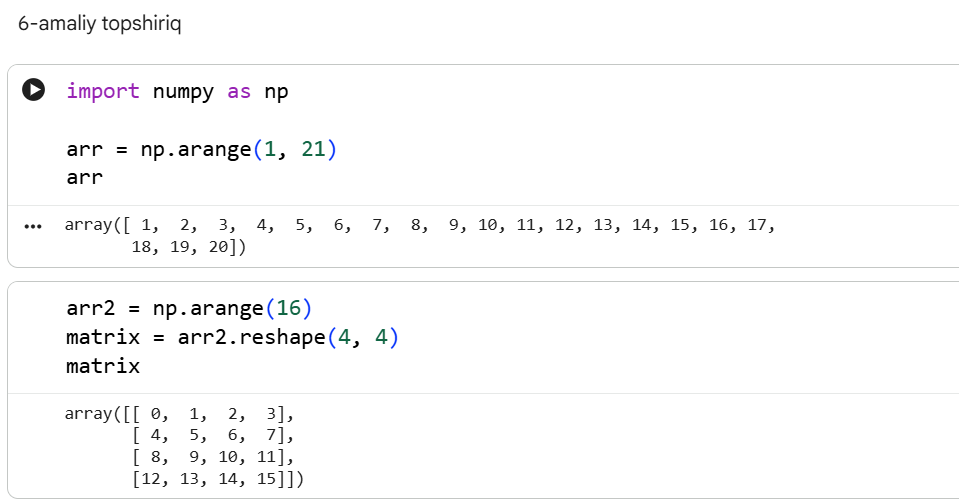 6-amaliy topshiriq
import numpy as np
arr = np.arange(1, 21)
arr
array([ 1,  2,  3,  4,  5,  6,  7,  8,  9, 10, 11, 12, 13, 14, 15, 16, 17,
       18, 19, 20])
arr2 = np.arange(16)
matrix = arr2.reshape(4, 4)
matrix
array([[ 0,  1,  2,  3],
       [ 4,  5,  6,  7],
       [ 8,  9, 10, 11],
       [12, 13, 14, 15]])